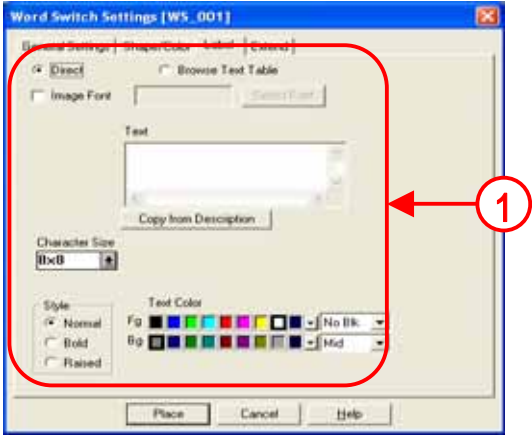 Word Switch Settings [WS_001]
General Settings Shape/Color Label Extend
Direct Browse Text Table
Image Font Select Font
Text
Copy from Description
Character Size
8x8
Style Text Color
Normal Fg No Blk
Bold Bg Mid
Raised
Place Cancel Help
1